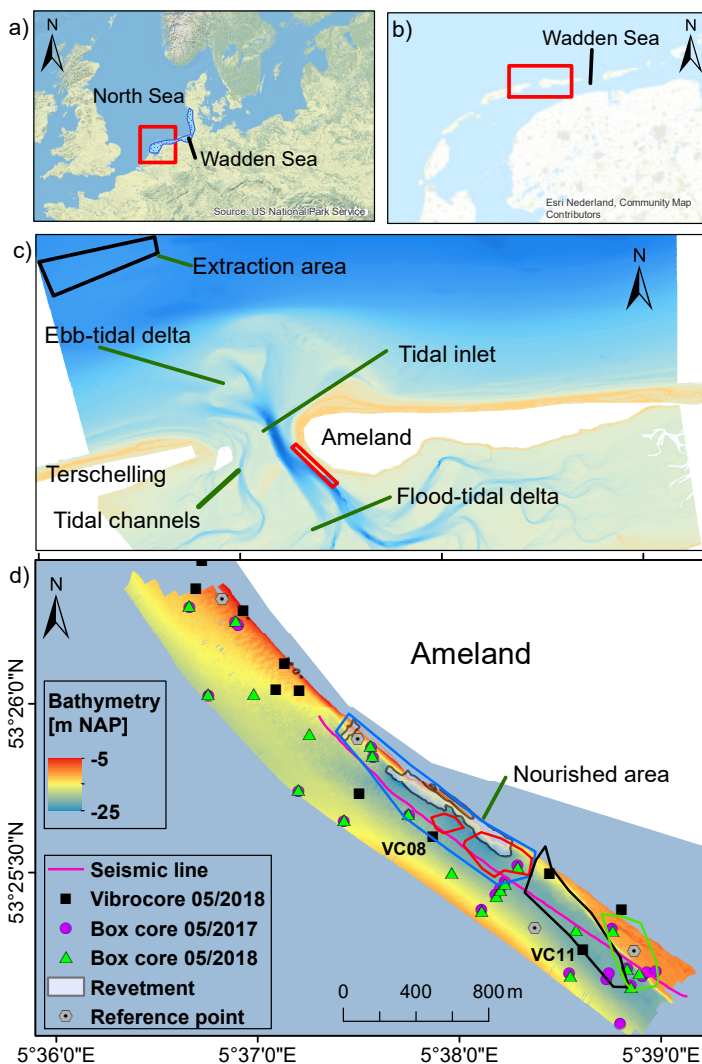 a)
N
North Sea
Wadden Sea
Source: US National Park Service
b)
N
Wadden Sea
Esri Nederland, Community Map
Contributors
c)
N
Extraction area
Ebb-tidal delta
Tidal inlet
Ameland
Terschelling
Tidal channels
Flood-tidal delta
d)
N
Ameland
Bathymetry
[m NAP]
-5
-25
Nourished area
VC08
VC11
Seismic line
Vibrocore 05/2018
Box core 05/2017
Box core 05/2018
Revetment
Reference point
0 400 800 m
53°26'0"N
53°25'30"N
5°36'0"E 5°37'0"E 5°38'0"E 5°39'0"E